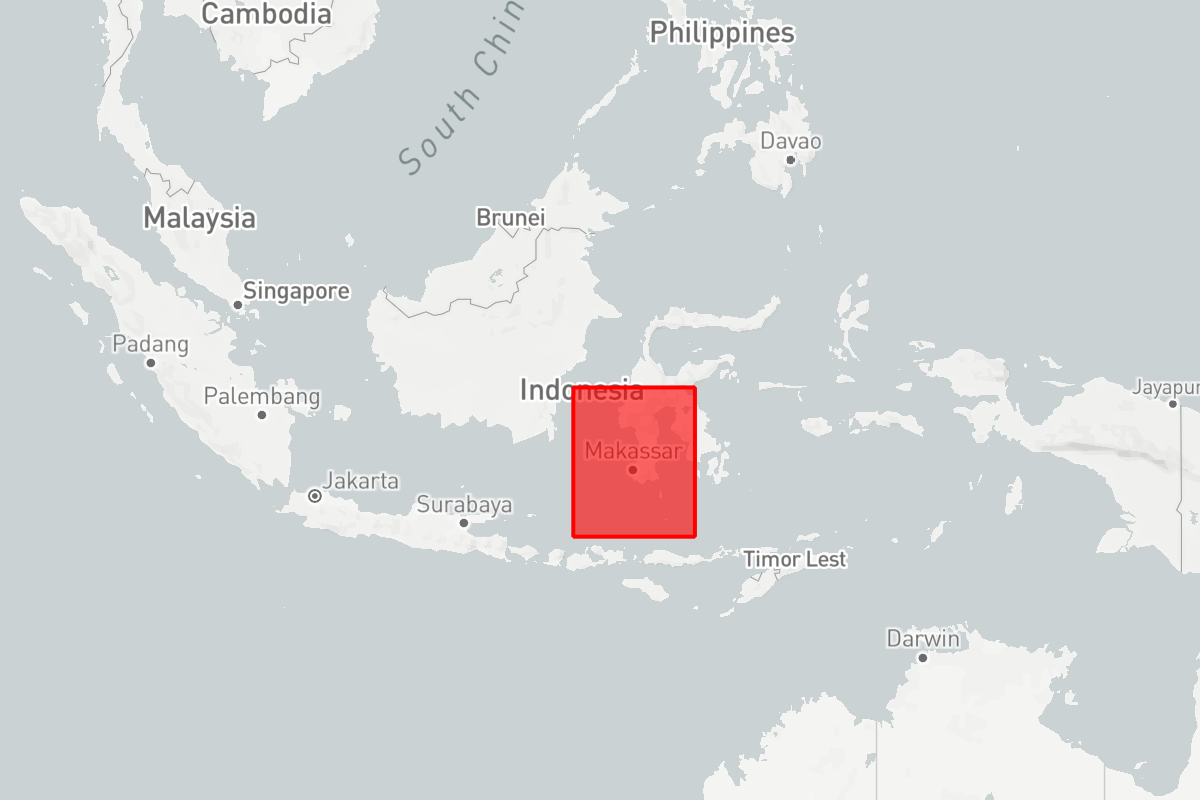 Cambodia
South Chin
Philippines
Davao
Malaysia
Brunei
Singapore
Padang
Palembang
Indonesia
Jayapur
Makassar
Jakarta
Surabaya
Timor Lest
Darwin